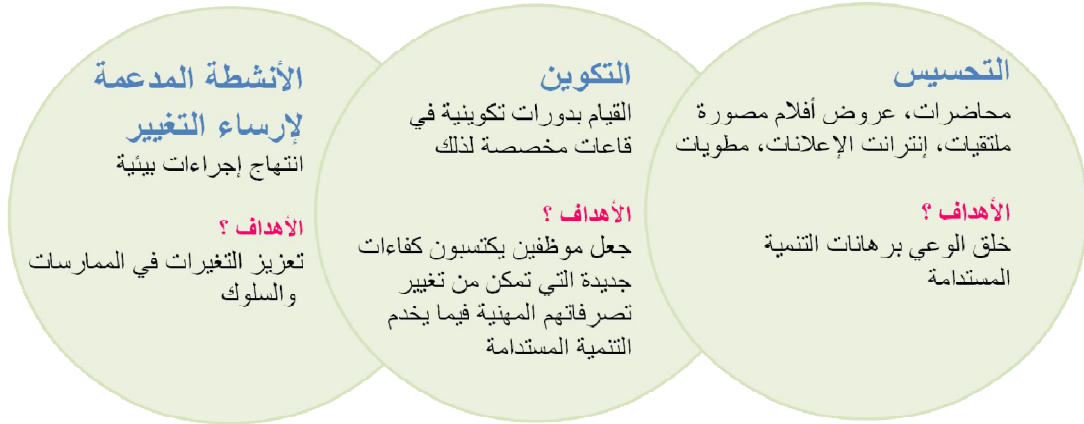 التحسيس
محاضرات، عروض أفلام مصورة
ملتقيات، إنترانت الإعلانات، مطويات
الأهداف ؟
خلق الوعي برهانات التنمية
المستدامة
التكوين
القيام بدورات تكوينية في
قاعات مخصصة لذلك
الأهداف ؟
جعل موظفين يكتسبون كفاءات
جديدة التي تمكن من تغيير
تصرفاتهم المهنية فيما يخدم
التنمية المستدامة
الأنشطة المدعمة
لإرساء التغيير
انتهاج إجراءات بيئية
الأهداف ؟
تعزيز التغيرات في الممارسات
والسلوك